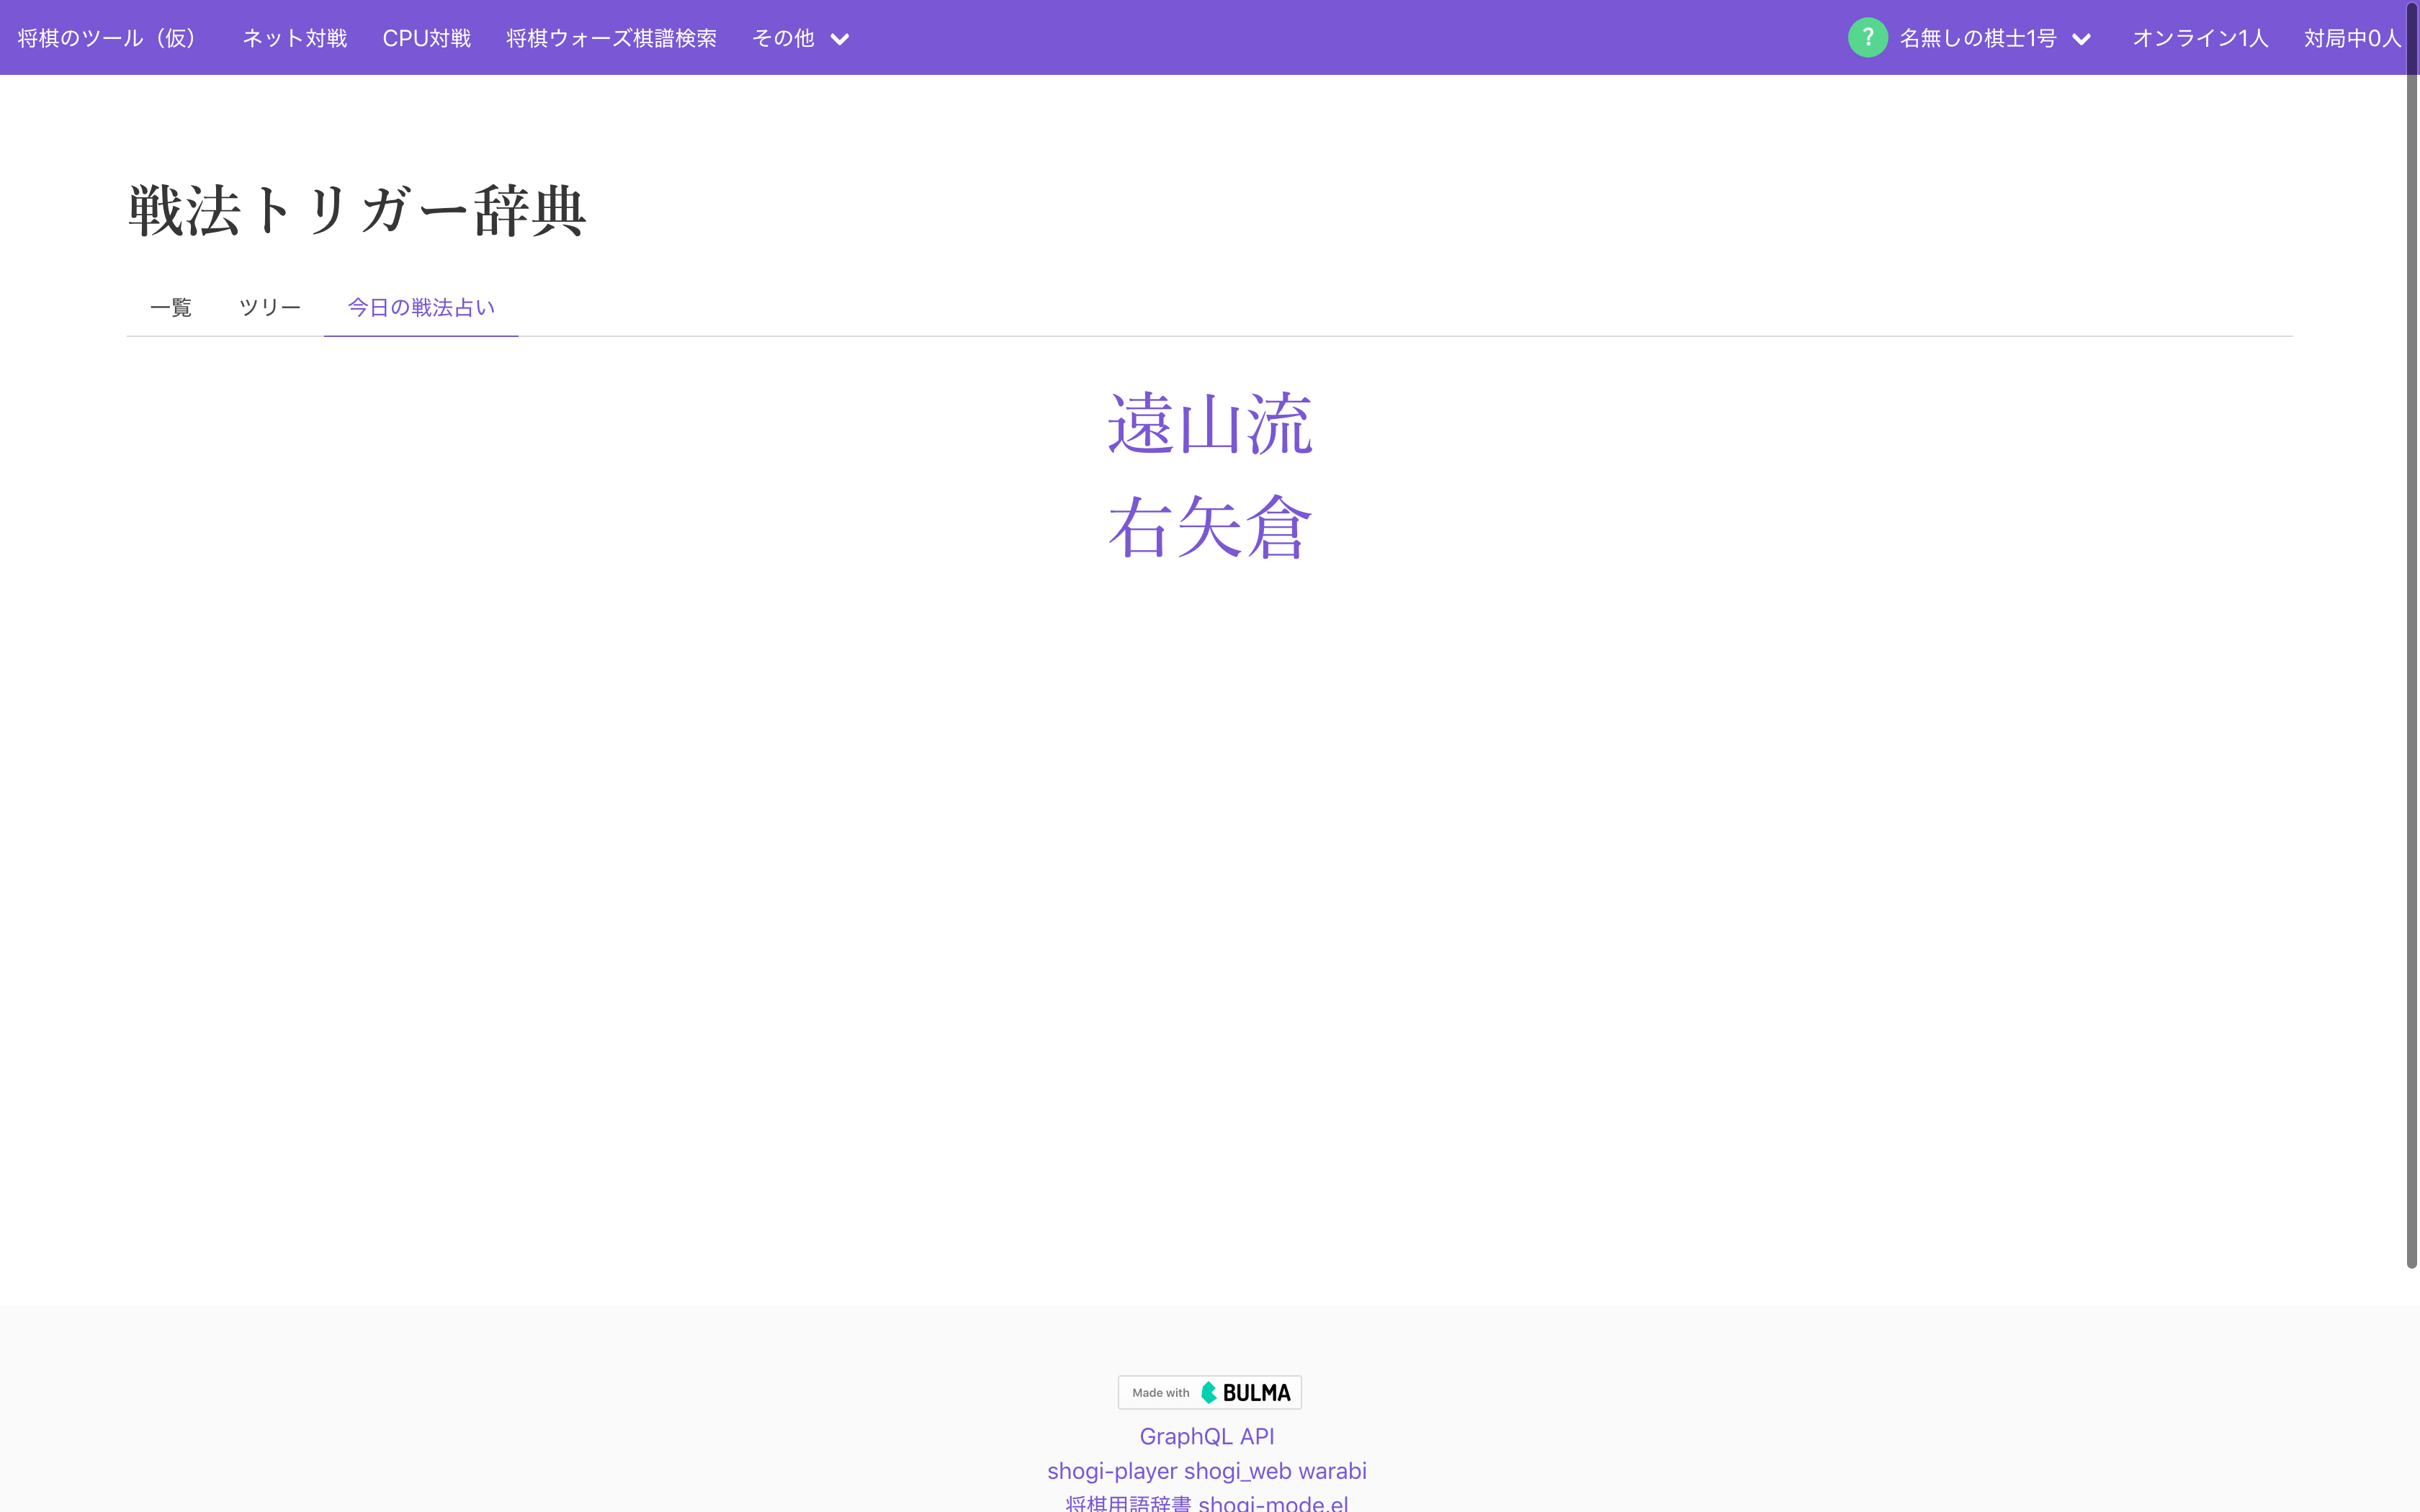 将棋のツール（仮） ネット対戦 CPU対戦 将棋ウォーズ棋譜検索 その他 ? 名無しの棋士1号 オンライン1人 対局中0人
戦法トリガー辞典
一覧 ツリー 今日の戦法占い
遠山流
右矢倉
Made with BULMA
GraphQL API
shogi-player shogi_web warabi
将棋用語辞書 shogi-mode.el